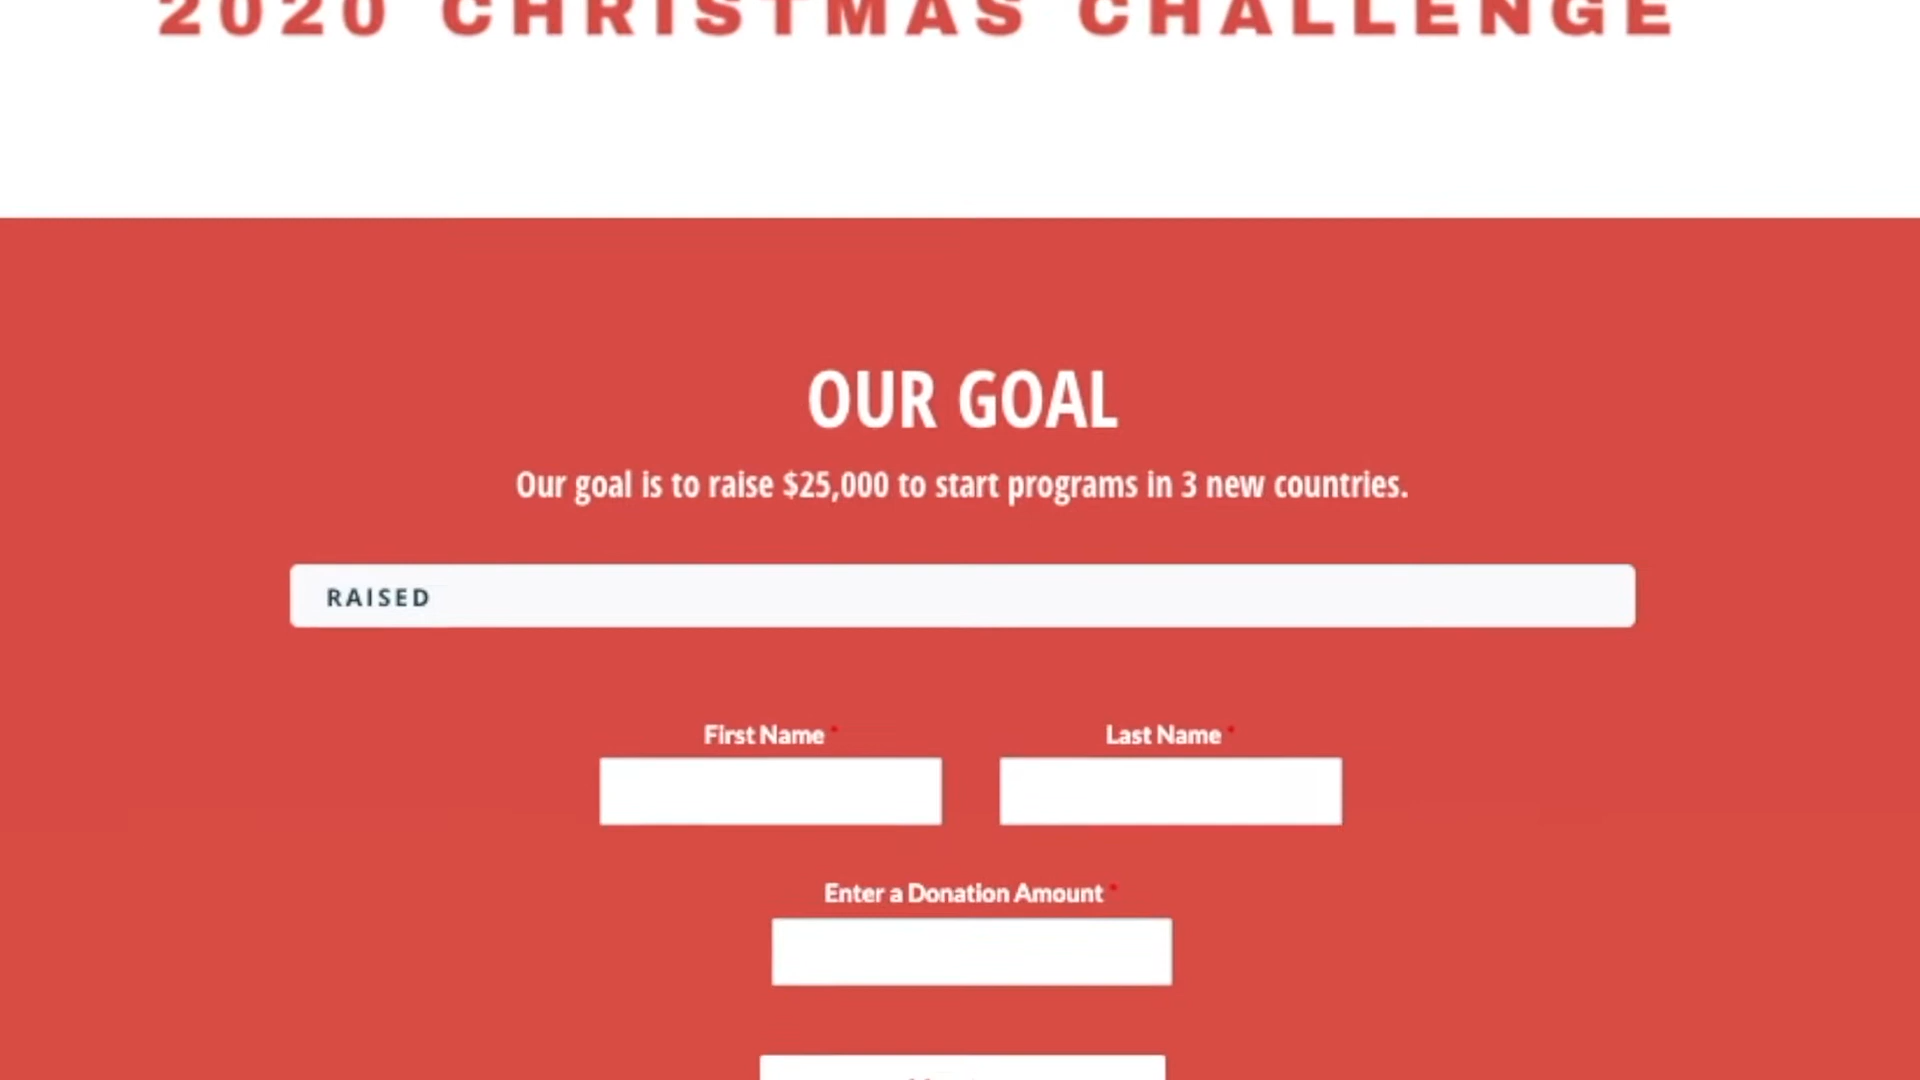 2020 CHRISTMAS CHALLENGE
OUR GOAL
Our goal is to raise $25,000 to start programs in 3 new countries.
RAISED
First Name *
Last Name *
Enter a Donation Amount *